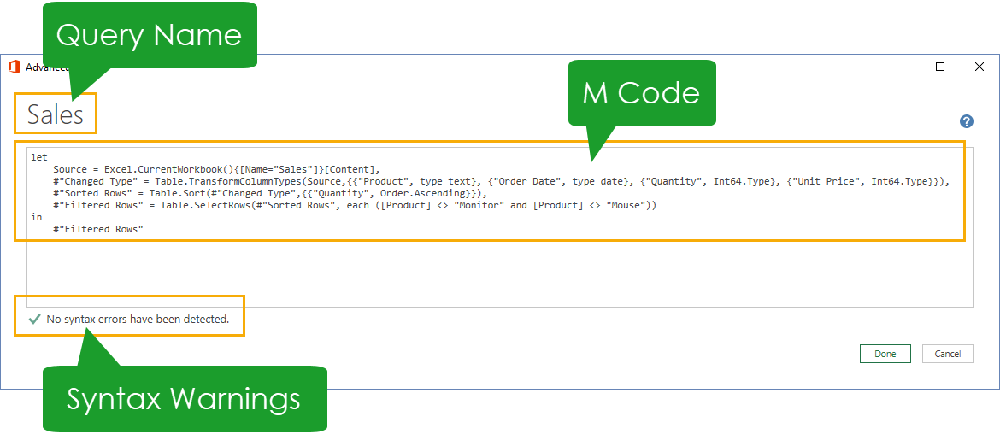 Query Name
Advanced
M Code
Sales
?
let
    Source = Excel.CurrentWorkbook(){[Name="Sales"]}[Content],
    #"Changed Type" = Table.TransformColumnTypes(Source,{{"Product", type text}, {"Order Date", type date}, {"Quantity", Int64.Type}, {"Unit Price", Int64.Type}}),
    #"Sorted Rows" = Table.Sort(#"Changed Type",{{"Quantity", Order.Ascending}}),
    #"Filtered Rows" = Table.SelectRows(#"Sorted Rows", each ([Product] <> "Monitor" and [Product] <> "Mouse"))
in
    #"Filtered Rows"
No syntax errors have been detected.
Done
Cancel
Syntax Warnings